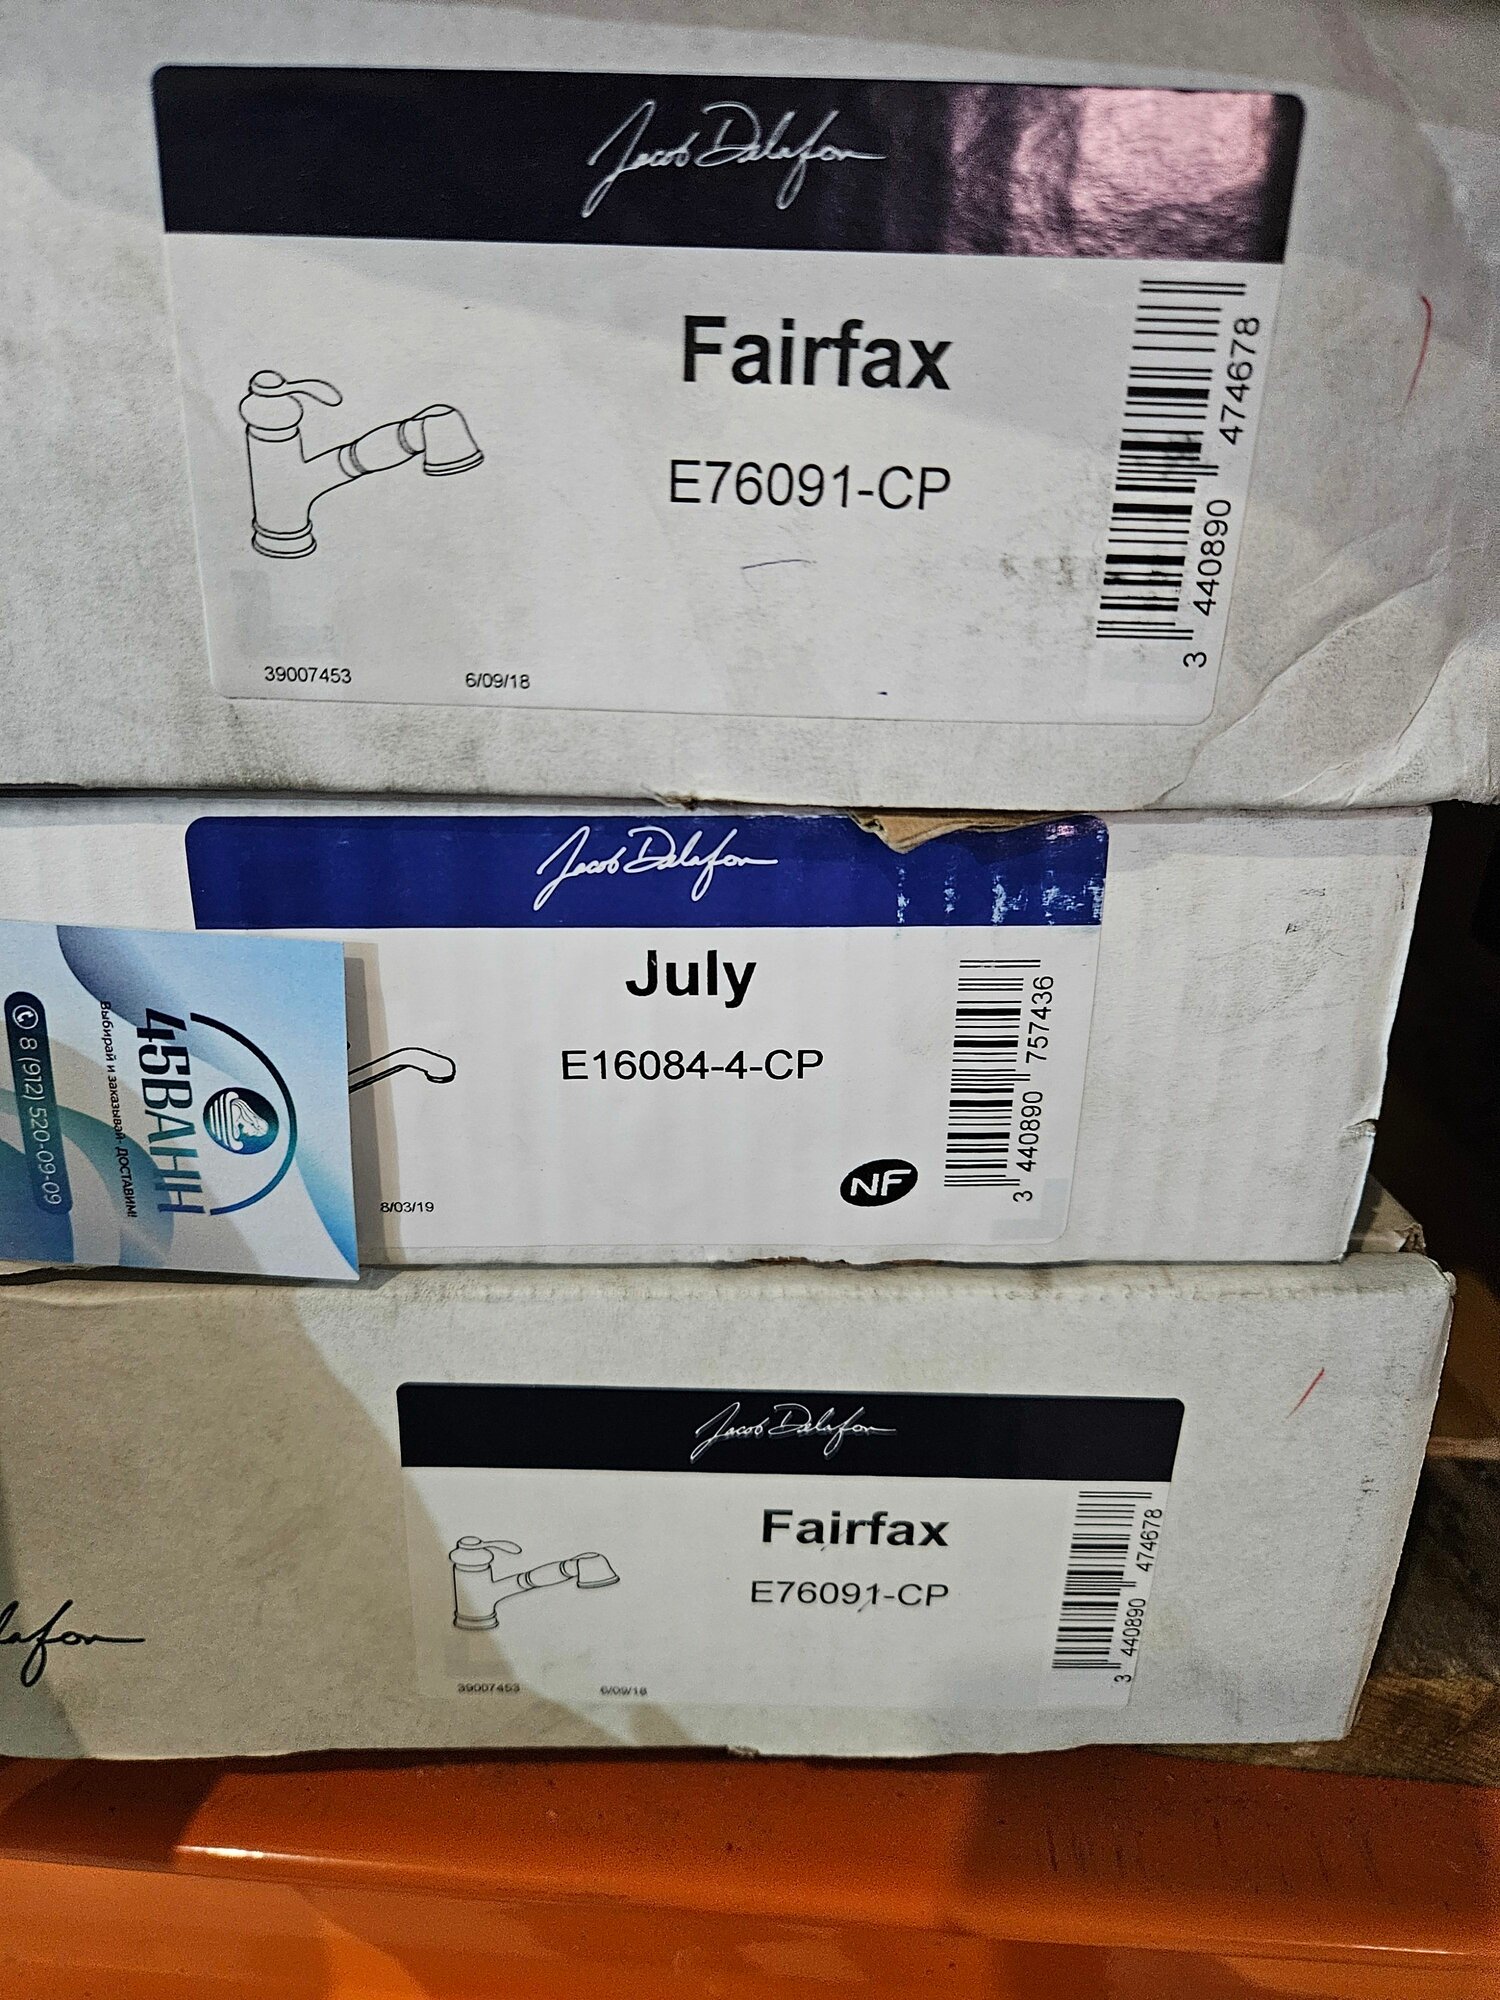 Jacob Delafon
Fairfax
E76091-CP
39007453
6/09/18
3 440890 474678
Jacob Delafon
July
E16084-4-CP
8/03/19
NF
3 440890 757436
45ВАНН
Выбирай и заказывай- ДОСТАВИМ!
8 (912) 520-09-09
Jacob Delafon
Fairfax
E76091-CP
39007453
6/09/18
3 440890 474678
lafon